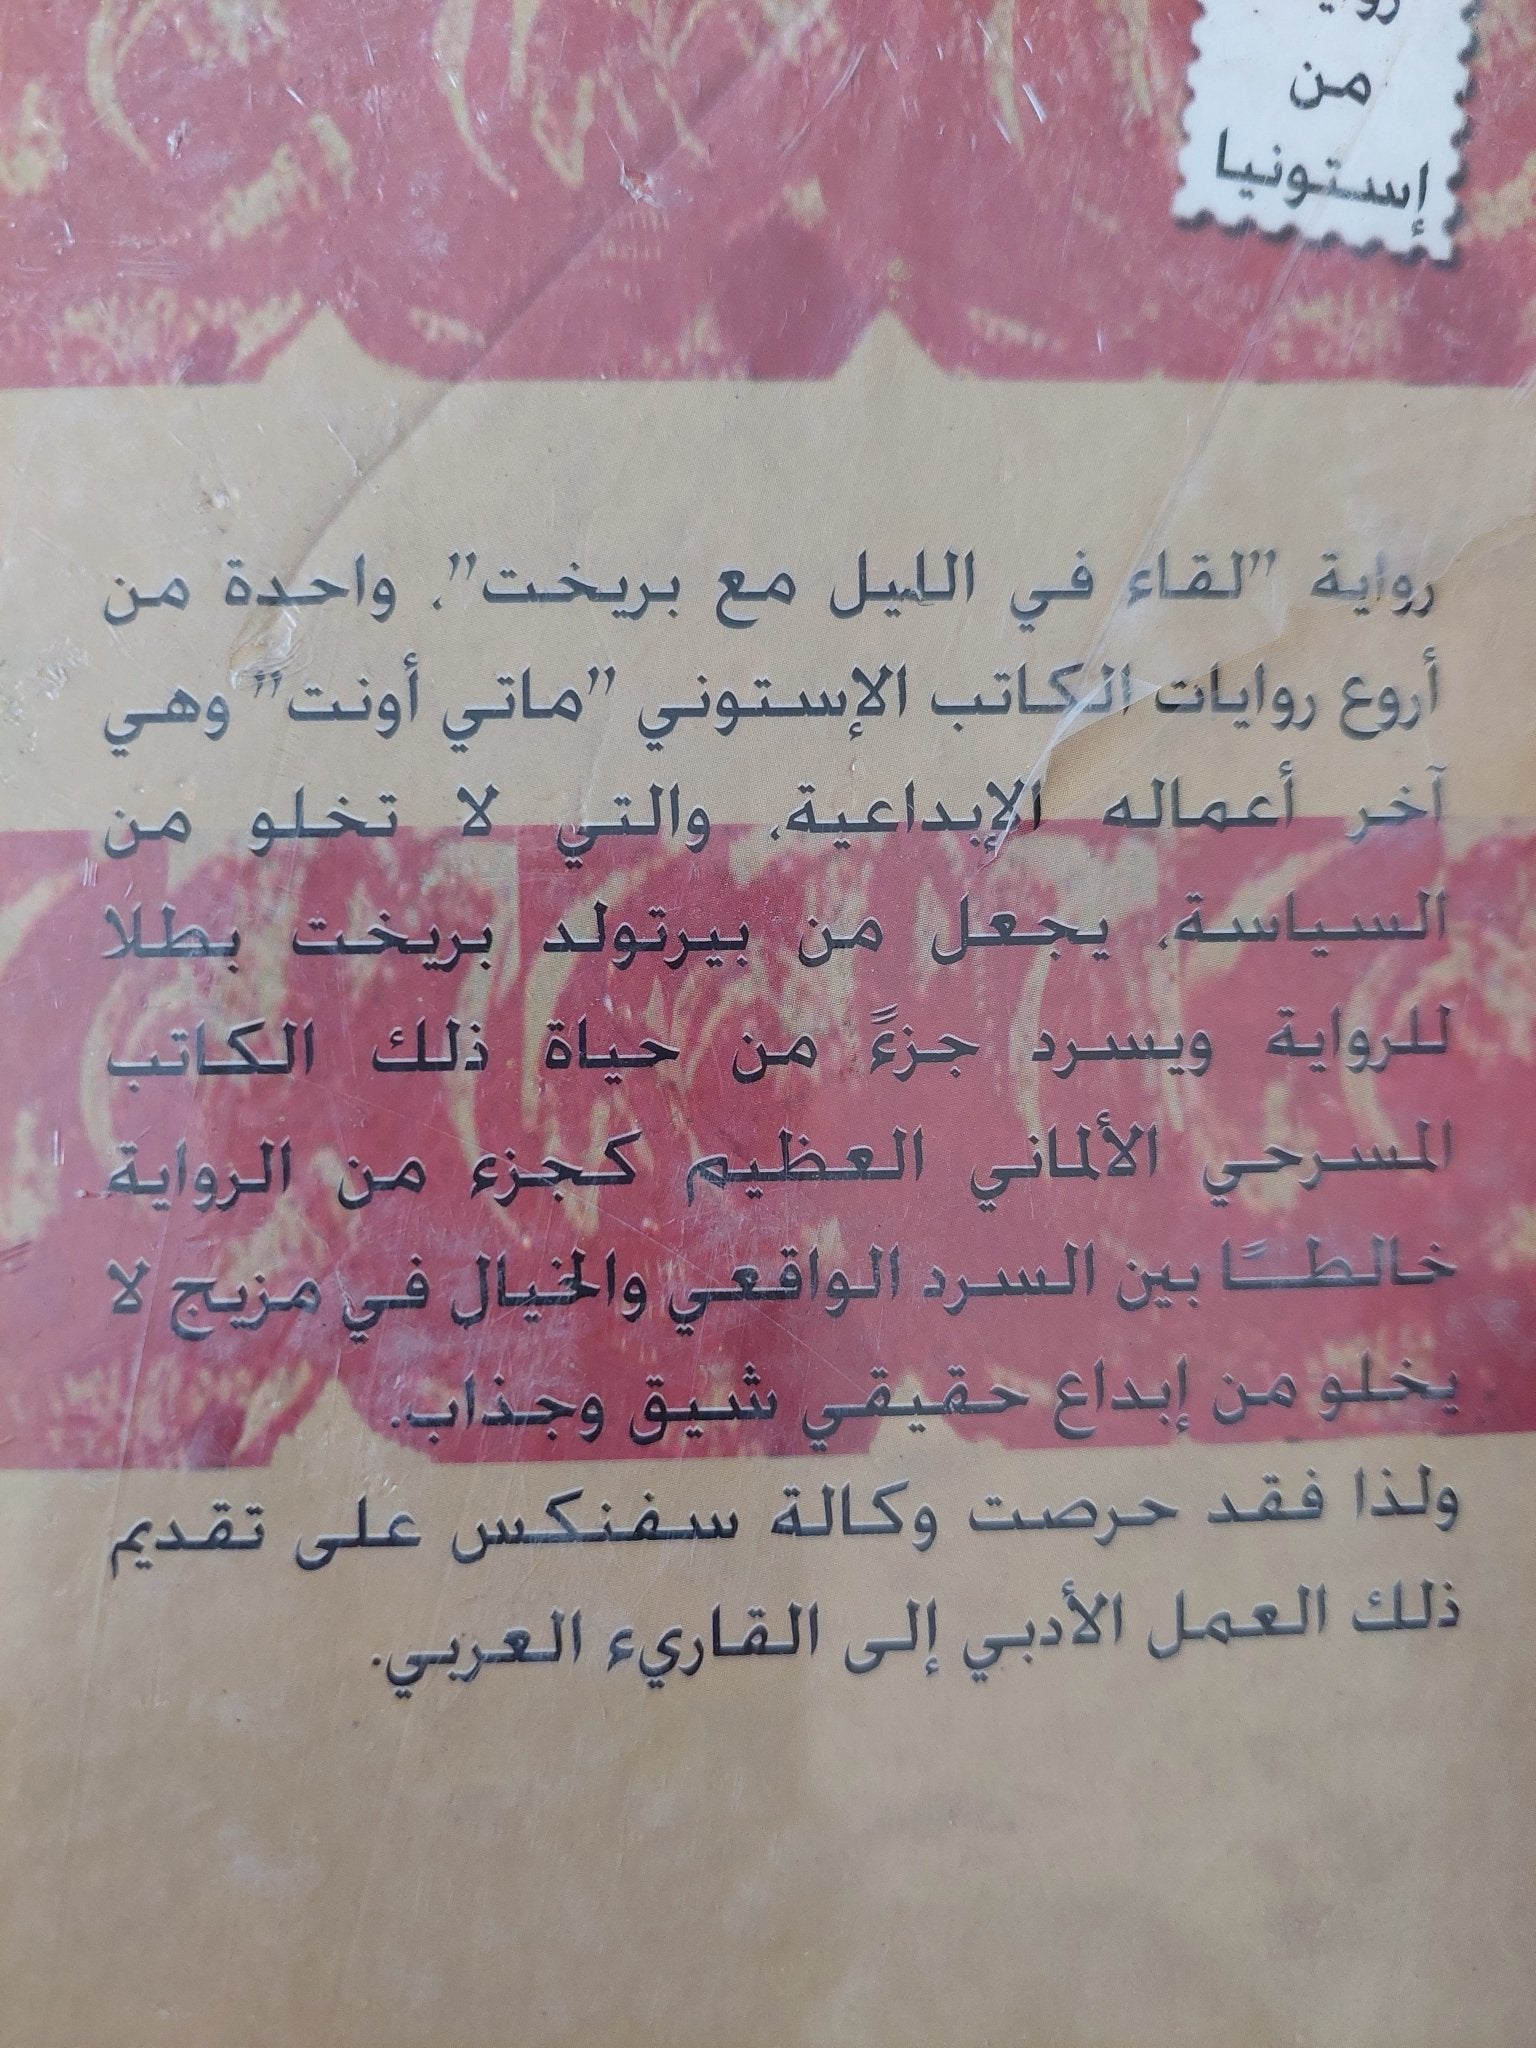 من
إستونيا
رواية "لقاء في الليل مع بريخت"، واحدة من
أروع روايات الكاتب الإستوني "ماتي أونت" وهي
آخر أعماله الإبداعية، والتي لا تخلو من
السياسة، يجعل من بيرتولد بريخت بطلا
للرواية ويسرد جزءً من حياة ذلك الكاتب
المسرحي الألماني العظيم كجزء من الرواية
خالطًا بين السرد الواقعي والخيال في مزيج لا
يخلو من إبداع حقيقي شيق وجذاب.
ولذا فقد حرصت وكالة سفنكس على تقديم
ذلك العمل الأدبي إلى القاريء العربي.